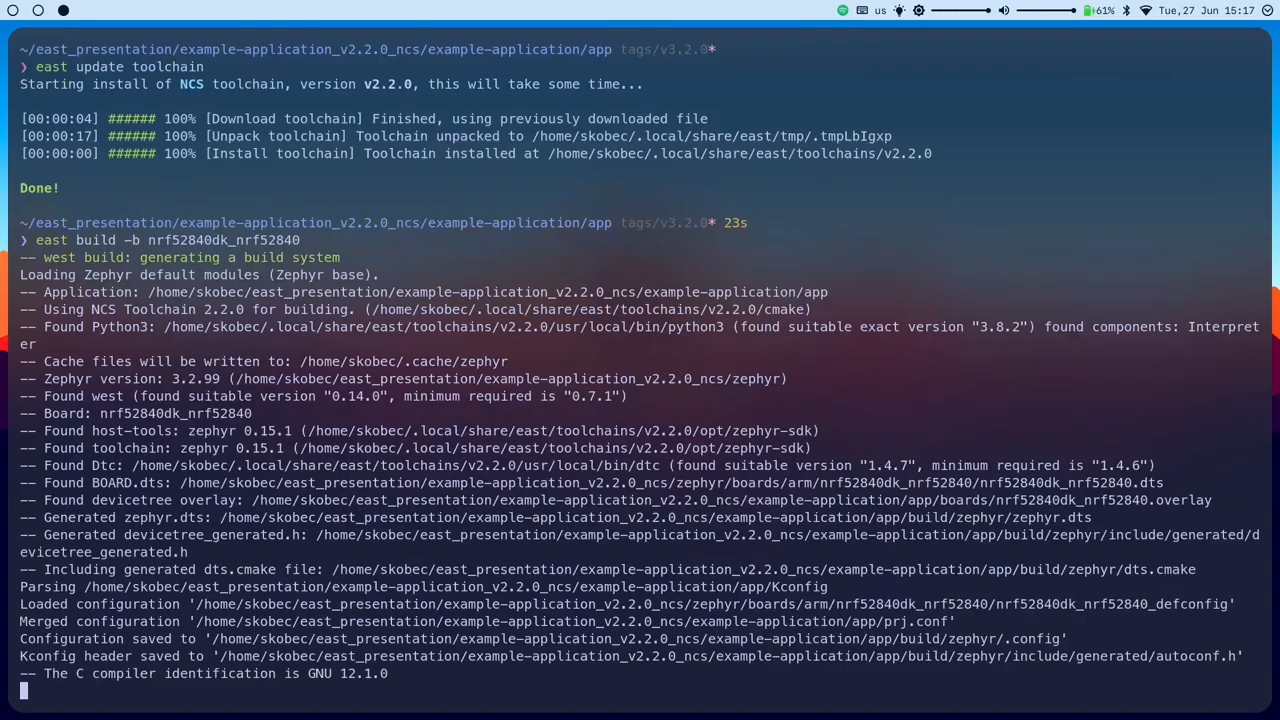 us 61% Tue,27 Jun 15:17
~/east_presentation/example-application_v2.2.0_ncs/example-application/app tags/v3.2.0*
❯ east update toolchain
Starting install of NCS toolchain, version v2.2.0, this will take some time...
[00:00:04] ###### 100% [Download toolchain] Finished, using previously downloaded file
[00:00:17] ###### 100% [Unpack toolchain] Toolchain unpacked to /home/skobec/.local/share/east/tmp/.tmpLbIgxp
[00:00:00] ###### 100% [Install toolchain] Toolchain installed at /home/skobec/.local/share/east/toolchains/v2.2.0
Done!
~/east_presentation/example-application_v2.2.0_ncs/example-application/app tags/v3.2.0* 23s
❯ east build -b nrf52840dk_nrf52840
-- west build: generating a build system
Loading Zephyr default modules (Zephyr base).
-- Application: /home/skobec/east_presentation/example-application_v2.2.0_ncs/example-application/app
-- Using NCS Toolchain 2.2.0 for building. (/home/skobec/.local/share/east/toolchains/v2.2.0/cmake)
-- Found Python3: /home/skobec/.local/share/east/toolchains/v2.2.0/usr/local/bin/python3 (found suitable exact version "3.8.2") found components: Interpret
er
-- Cache files will be written to: /home/skobec/.cache/zephyr
-- Zephyr version: 3.2.99 (/home/skobec/east_presentation/example-application_v2.2.0_ncs/zephyr)
-- Found west (found suitable version "0.14.0", minimum required is "0.7.1")
-- Board: nrf52840dk_nrf52840
-- Found host-tools: zephyr 0.15.1 (/home/skobec/.local/share/east/toolchains/v2.2.0/opt/zephyr-sdk)
-- Found toolchain: zephyr 0.15.1 (/home/skobec/.local/share/east/toolchains/v2.2.0/opt/zephyr-sdk)
-- Found Dtc: /home/skobec/.local/share/east/toolchains/v2.2.0/usr/local/bin/dtc (found suitable version "1.4.7", minimum required is "1.4.6")
-- Found BOARD.dts: /home/skobec/east_presentation/example-application_v2.2.0_ncs/zephyr/boards/arm/nrf52840dk_nrf52840/nrf52840dk_nrf52840.dts
-- Found devicetree overlay: /home/skobec/east_presentation/example-application_v2.2.0_ncs/example-application/app/boards/nrf52840dk_nrf52840.overlay
-- Generated zephyr.dts: /home/skobec/east_presentation/example-application_v2.2.0_ncs/example-application/app/build/zephyr/zephyr.dts
-- Generated devicetree_generated.h: /home/skobec/east_presentation/example-application_v2.2.0_ncs/example-application/app/build/zephyr/include/generated/d
evicetree_generated.h
-- Including generated dts.cmake file: /home/skobec/east_presentation/example-application_v2.2.0_ncs/example-application/app/build/zephyr/dts.cmake
Parsing /home/skobec/east_presentation/example-application_v2.2.0_ncs/example-application/app/Kconfig
Loaded configuration '/home/skobec/east_presentation/example-application_v2.2.0_ncs/zephyr/boards/arm/nrf52840dk_nrf52840/nrf52840dk_nrf52840_defconfig'
Merged configuration '/home/skobec/east_presentation/example-application_v2.2.0_ncs/example-application/app/prj.conf'
Configuration saved to '/home/skobec/east_presentation/example-application_v2.2.0_ncs/example-application/app/build/zephyr/.config'
Kconfig header saved to '/home/skobec/east_presentation/example-application_v2.2.0_ncs/example-application/app/build/zephyr/include/generated/autoconf.h'
-- The C compiler identification is GNU 12.1.0